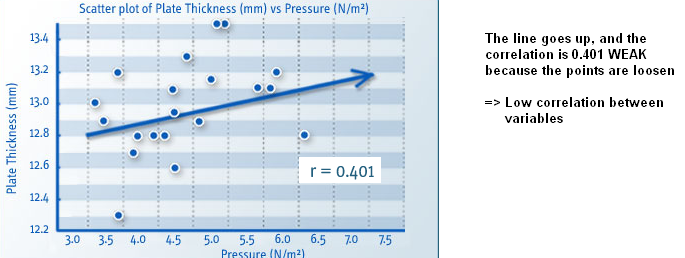 Scatter plot of Plate Thickness (mm) vs Pressure (N/m²)
Plate Thickness (mm)
13.4
13.2
13.0
12.8
12.6
12.4
12.2
r = 0.401
3.0 3.5 4.0 4.5 5.0 5.5 6.0 6.5 7.0 7.5
Pressure (N/m²)
The line goes up, and the
correlation is 0.401 WEAK
because the points are loosen
=> Low correlation between
variables